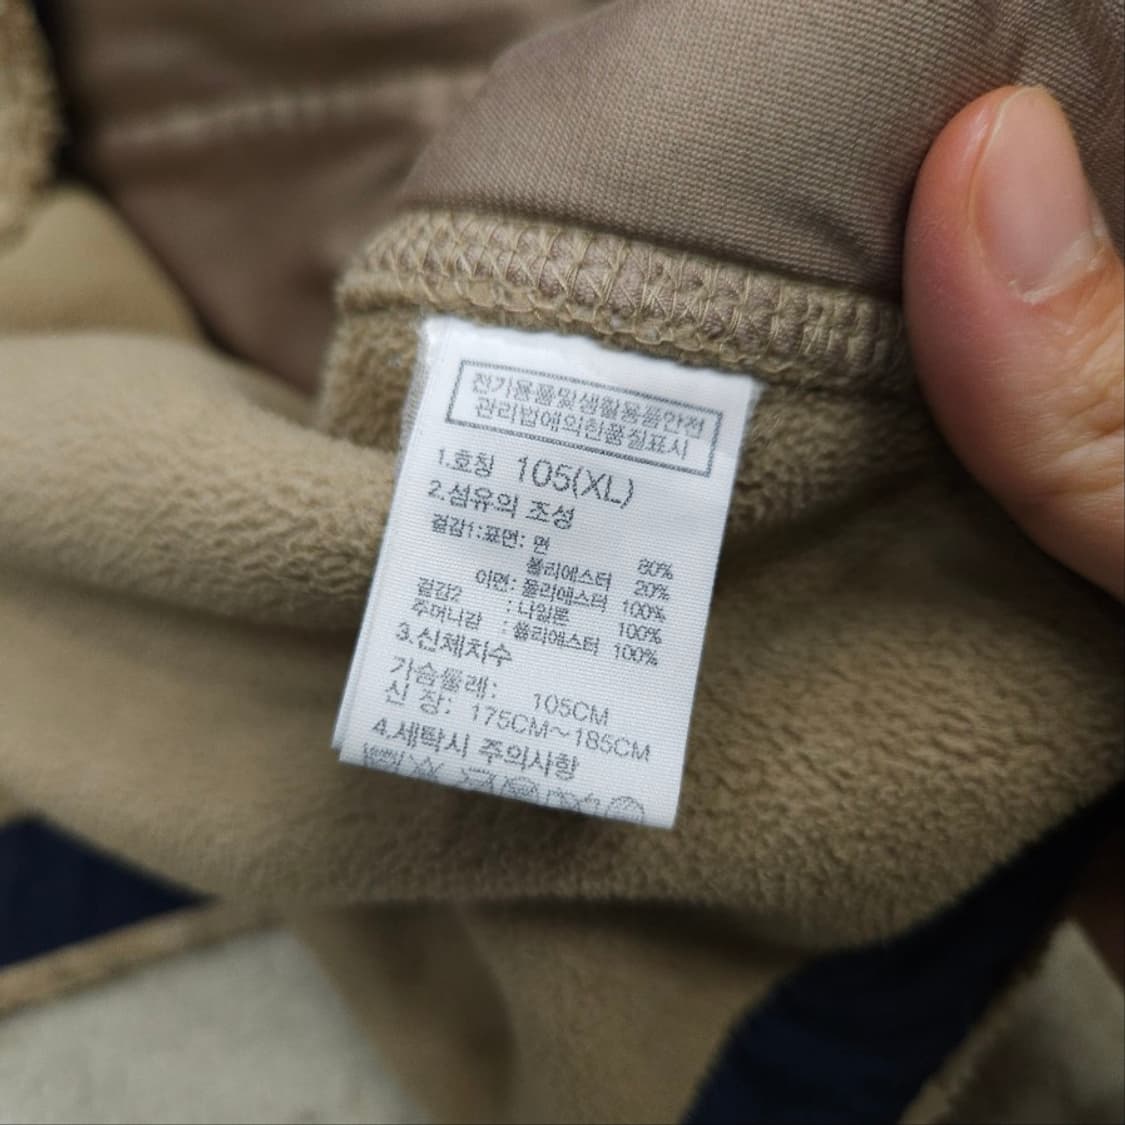 전기용품및생활용품안전
관리법에의한품질표시
1.호칭 105(XL)
2.섬유의 조성
겉감1:표면: 면 80%
폴리에스터 20%
이면: 폴리에스터 100%
겉감2 : 나일론 100%
주머니감 : 폴리에스터 100%
3.신체치수
가슴둘레: 105CM
신 장: 175CM~185CM
4.세탁시 주의사항